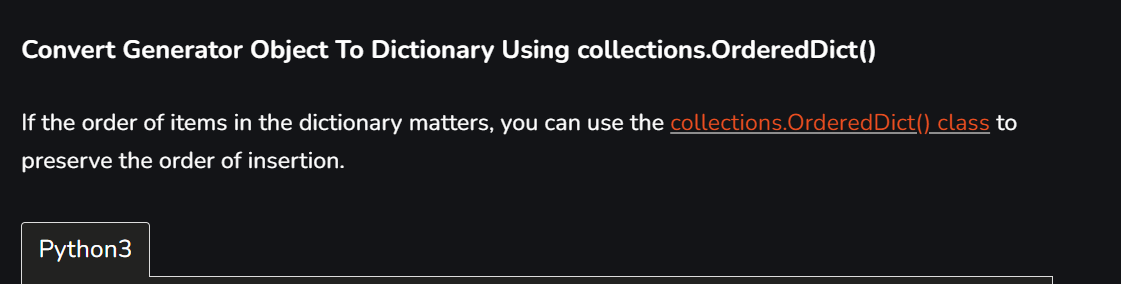 Convert Generator Object To Dictionary Using collections.OrderedDict()
If the order of items in the dictionary matters, you can use the collections.OrderedDict() class to
preserve the order of insertion.
Python3